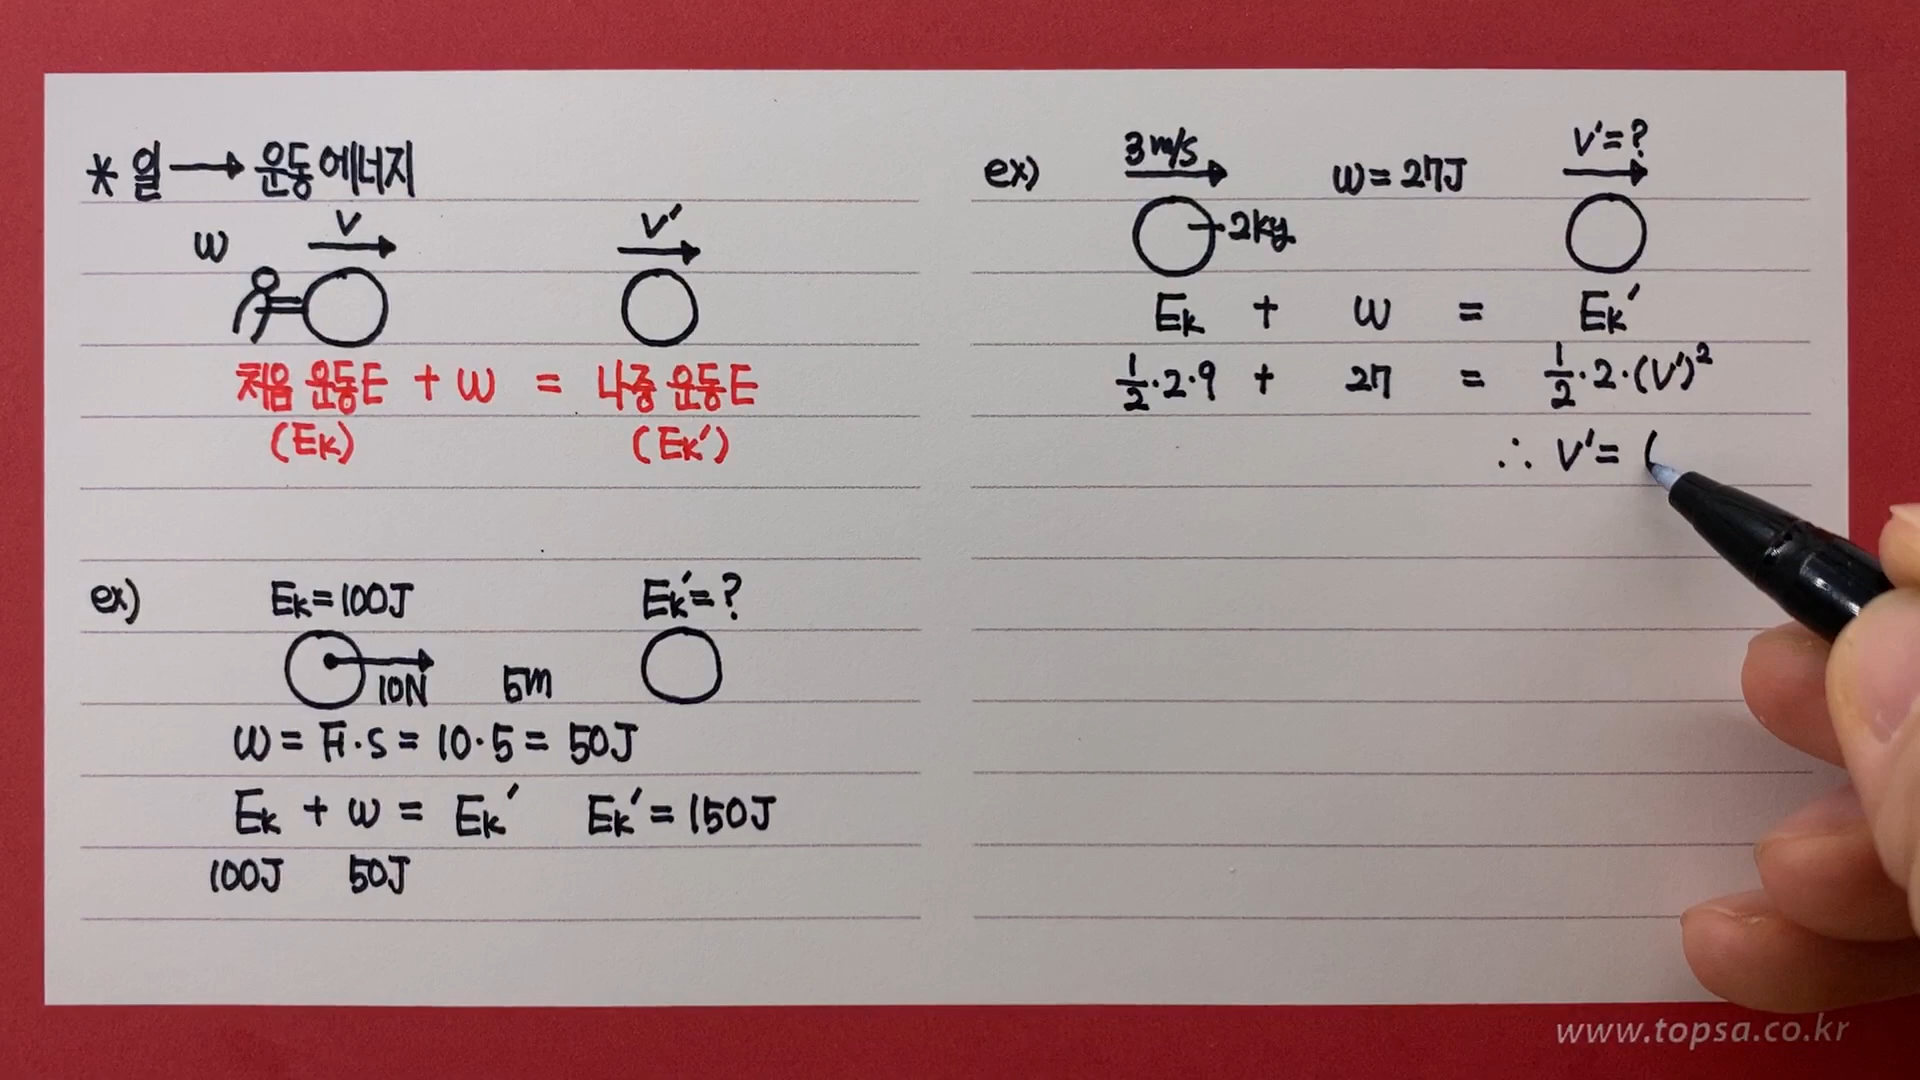 * 일 → 운동에너지
W V V'
처음 운동E + W = 나중 운동E
(Ek) (Ek')
ex) Ek=100J Ek'=?
10N 5m
W = F·S = 10·5 = 50J
Ek + W = Ek' Ek' = 150J
100J 50J
ex) 3m/s W=27J V'=?
2kg
Ek + W = Ek'
1/2·2·9 + 27 = 1/2·2·(V')²
∴ V' = (
www.topsa.co.kr